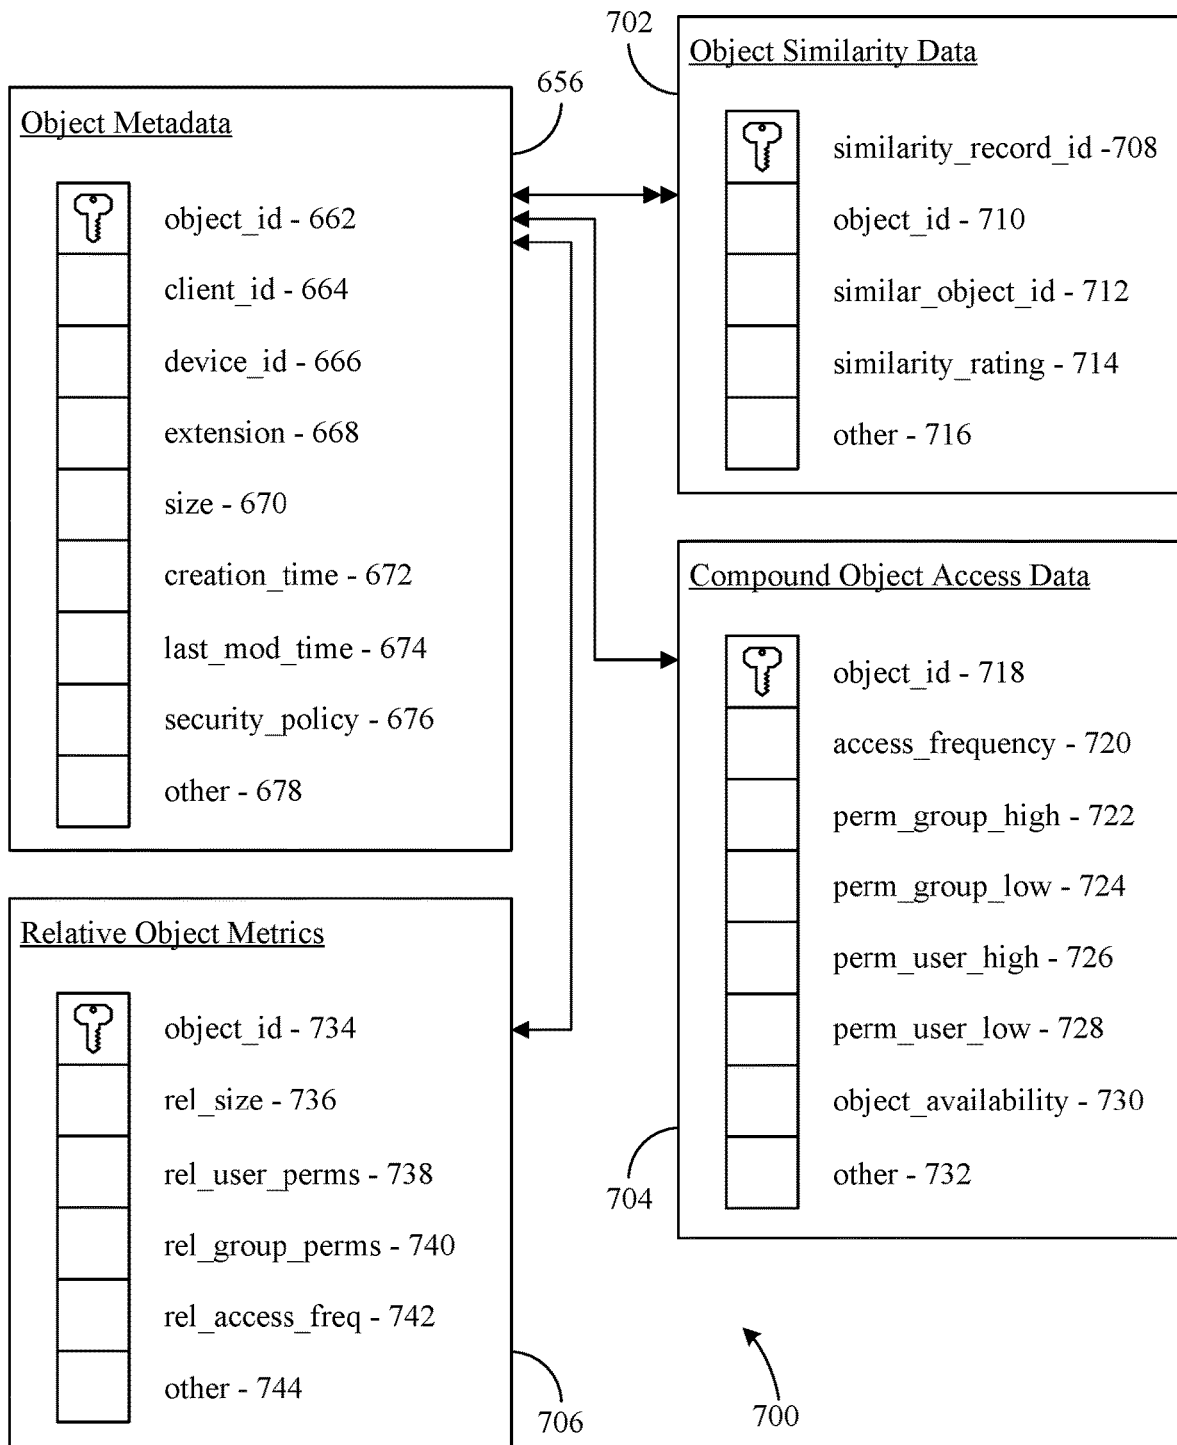 702
Object Similarity Data
similarity_record_id -708
object_id - 710
similar_object_id - 712
similarity_rating - 714
other - 716
656
Object Metadata
object_id - 662
client_id - 664
device_id - 666
extension - 668
size - 670
creation_time - 672
last_mod_time - 674
security_policy - 676
other - 678
Compound Object Access Data
object_id - 718
access_frequency - 720
perm_group_high - 722
perm_group_low - 724
perm_user_high - 726
perm_user_low - 728
object_availability - 730
other - 732
704
Relative Object Metrics
object_id - 734
rel_size - 736
rel_user_perms - 738
rel_group_perms - 740
rel_access_freq - 742
other - 744
706
700